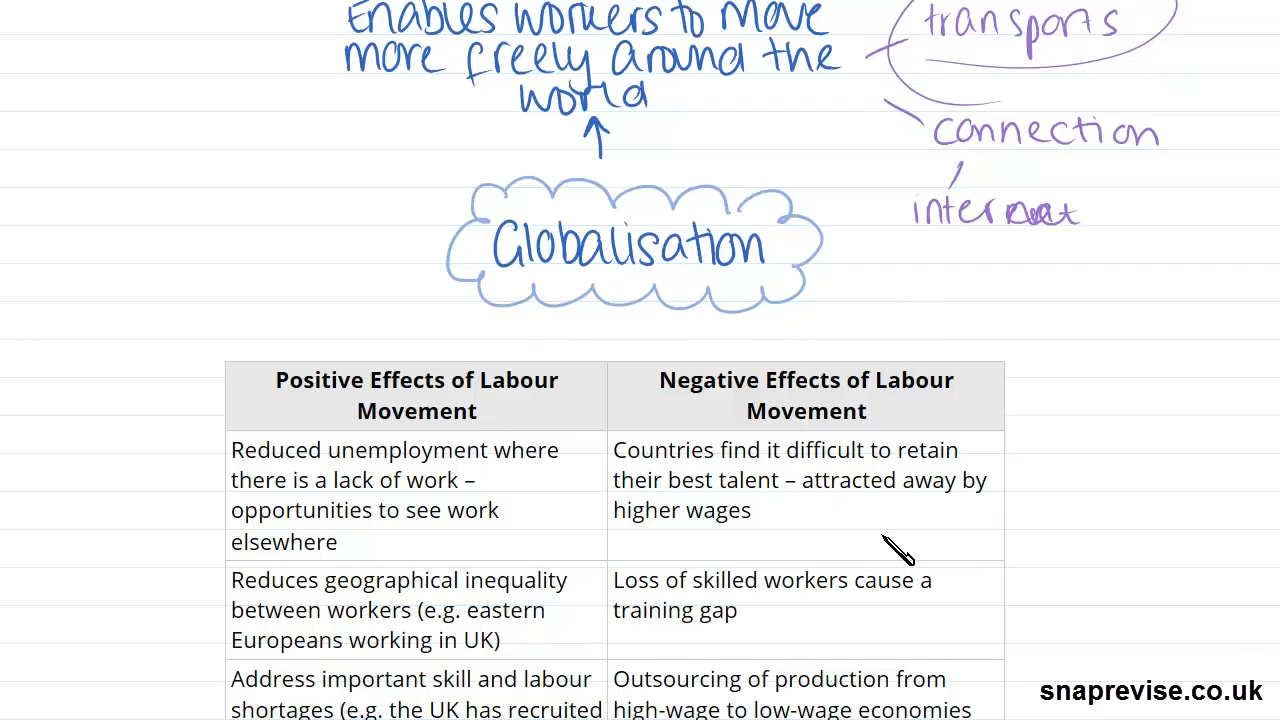 Enables workers to move
more freely around the
world
transports
connection
internet
Globalisation
Positive Effects of Labour
Movement
Negative Effects of Labour
Movement
Reduced unemployment where
there is a lack of work –
opportunities to see work
elsewhere
Countries find it difficult to retain
their best talent – attracted away by
higher wages
Reduces geographical inequality
between workers (e.g. eastern
Europeans working in UK)
Loss of skilled workers cause a
training gap
Address important skill and labour
shortages (e.g. the UK has recruited
Outsourcing of production from
high-wage to low-wage economies
snaprevise.co.uk